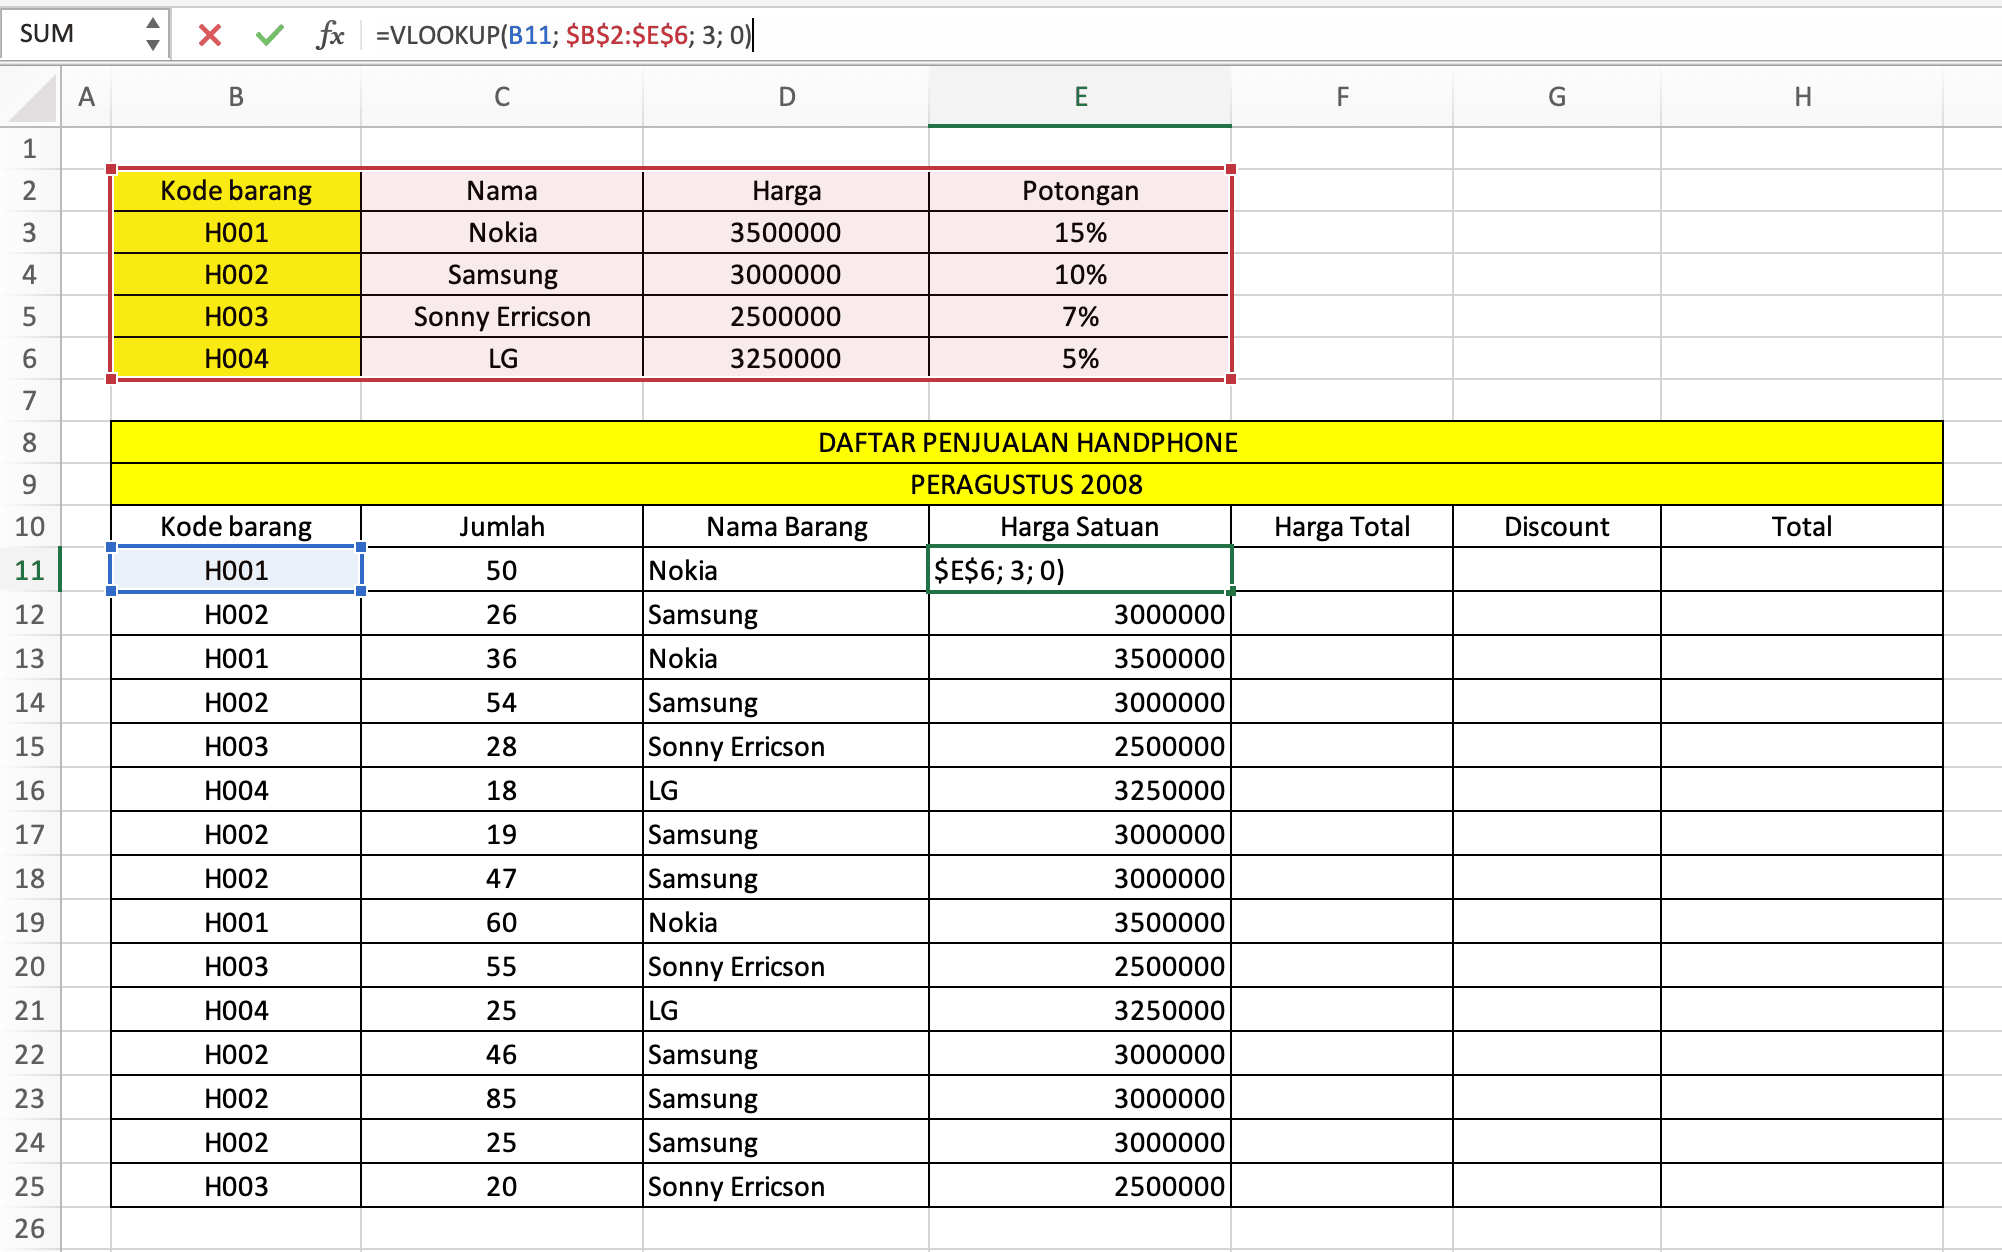 SUM fx =VLOOKUP(B11; $B$2:$E$6; 3; 0)
A B C D E F G H
1
2 Kode barang Nama Harga Potongan
3 H001 Nokia 3500000 15%
4 H002 Samsung 3000000 10%
5 H003 Sonny Erricson 2500000 7%
6 H004 LG 3250000 5%
7
8 DAFTAR PENJUALAN HANDPHONE
9 PERAGUSTUS 2008
10 Kode barang Jumlah Nama Barang Harga Satuan Harga Total Discount Total
11 H001 50 Nokia $E$6; 3; 0)
12 H002 26 Samsung 3000000
13 H001 36 Nokia 3500000
14 H002 54 Samsung 3000000
15 H003 28 Sonny Erricson 2500000
16 H004 18 LG 3250000
17 H002 19 Samsung 3000000
18 H002 47 Samsung 3000000
19 H001 60 Nokia 3500000
20 H003 55 Sonny Erricson 2500000
21 H004 25 LG 3250000
22 H002 46 Samsung 3000000
23 H002 85 Samsung 3000000
24 H002 25 Samsung 3000000
25 H003 20 Sonny Erricson 2500000
26